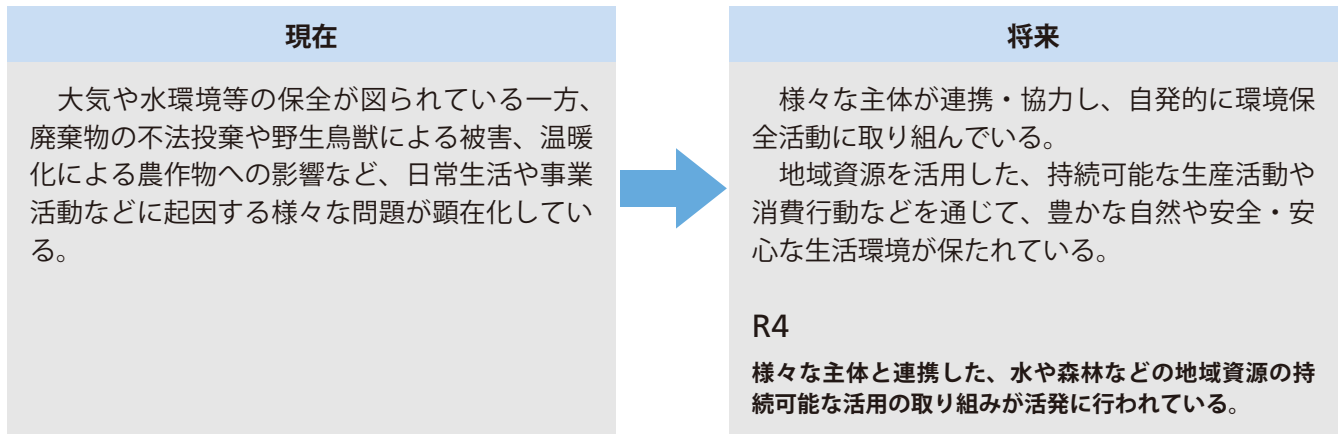 現在
大気や水環境等の保全が図られている一方、
廃棄物の不法投棄や野生鳥獣による被害、温暖
化による農作物への影響など、日常生活や事業
活動などに起因する様々な問題が顕在化してい
る。
将来
様々な主体が連携・協力し、自発的に環境保
全活動に取り組んでいる。
地域資源を活用した、持続可能な生産活動や
消費行動などを通じて、豊かな自然や安全・安
心な生活環境が保たれている。
R4
様々な主体と連携した、水や森林などの地域資源の持
続可能な活用の取り組みが活発に行われている。